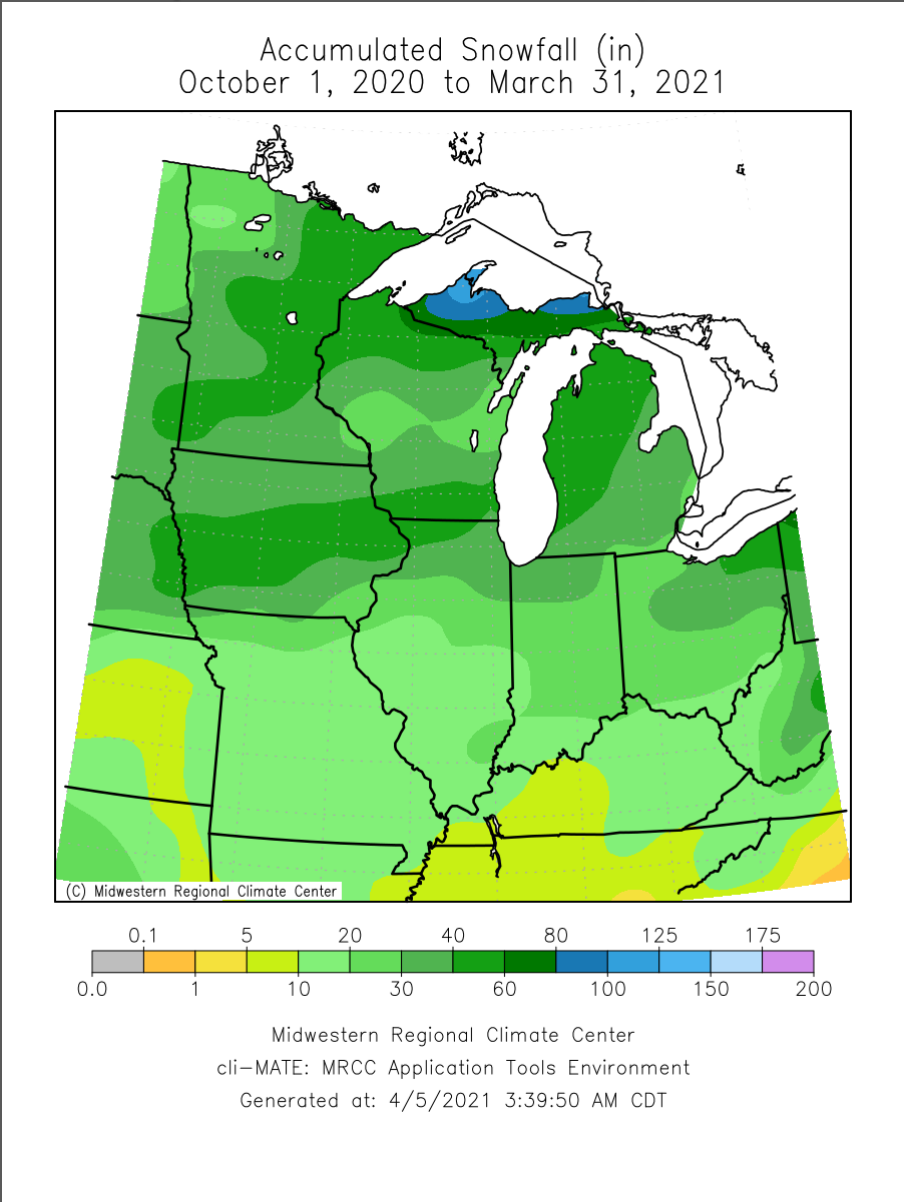 Accumulated Snowfall (in)
October 1, 2020 to March 31, 2021
(C) Midwestern Regional Climate Center
0.1 5 20 40 80 125 175
0.0 1 10 30 60 100 150 200
Midwestern Regional Climate Center
cli-MATE: MRCC Application Tools Environment
Generated at: 4/5/2021 3:39:50 AM CDT